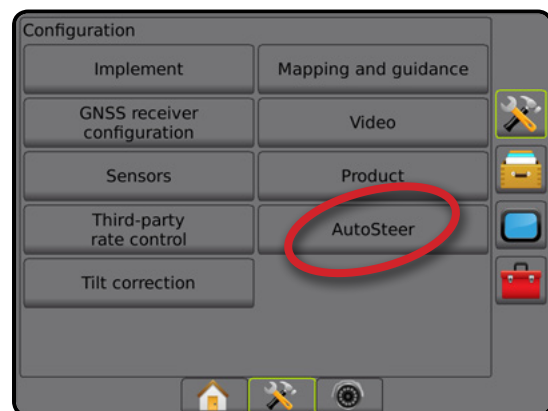 Configuration
Implement
Mapping and guidance
GNSS receiver
configuration
Video
Sensors
Product
Third-party
rate control
AutoSteer
Tilt correction